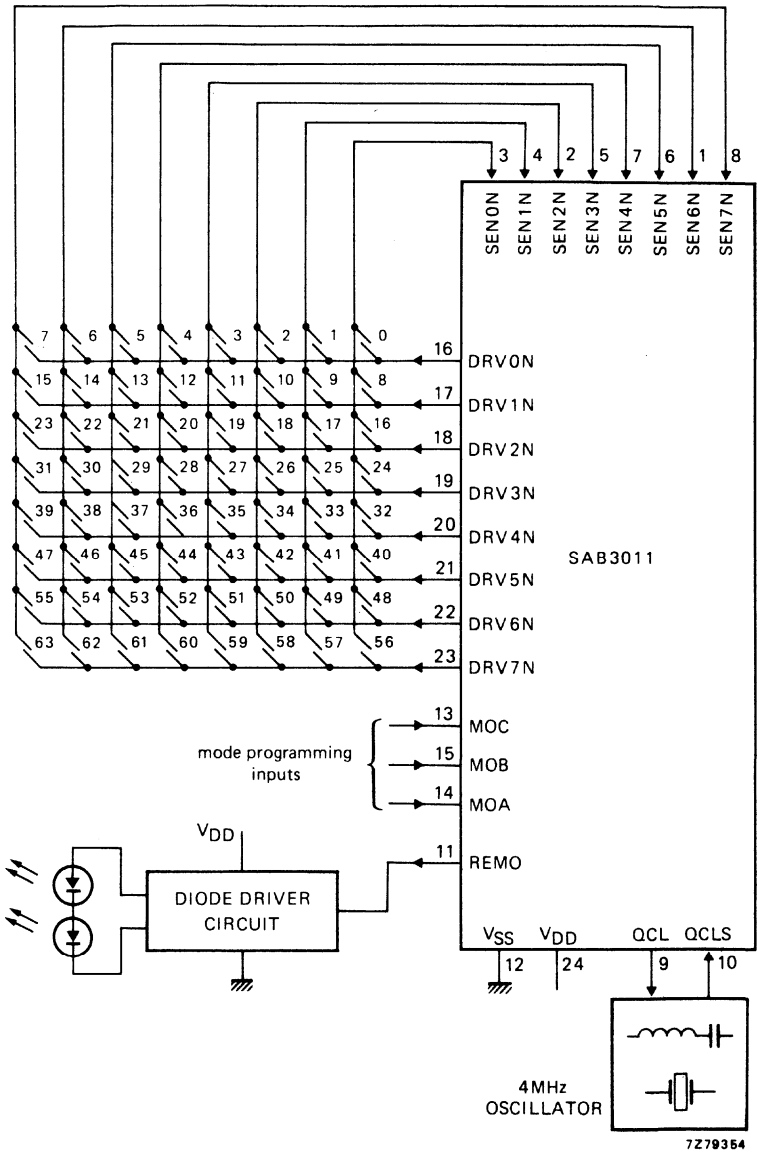 3 4 2 5 7 6 1 8
SEN0N SEN1N SEN2N SEN3N SEN4N SEN5N SEN6N SEN7N
7 6 5 4 3 2 1 0 16 DRV0N
15 14 13 12 11 10 9 8 17 DRV1N
23 22 21 20 19 18 17 16 18 DRV2N
31 30 29 28 27 26 25 24 19 DRV3N
39 38 37 36 35 34 33 32 20 DRV4N
SAB3011
47 46 45 44 43 42 41 40 21 DRV5N
55 54 53 52 51 50 49 48 22 DRV6N
63 62 61 60 59 58 57 56 23 DRV7N
13 MOC
mode programming
inputs
15 MOB
14 MOA
VDD
11 REMO
DIODE DRIVER
CIRCUIT
VSS VDD QCL QCLS
12 24 9 10
4MHz
OSCILLATOR
7Z79354